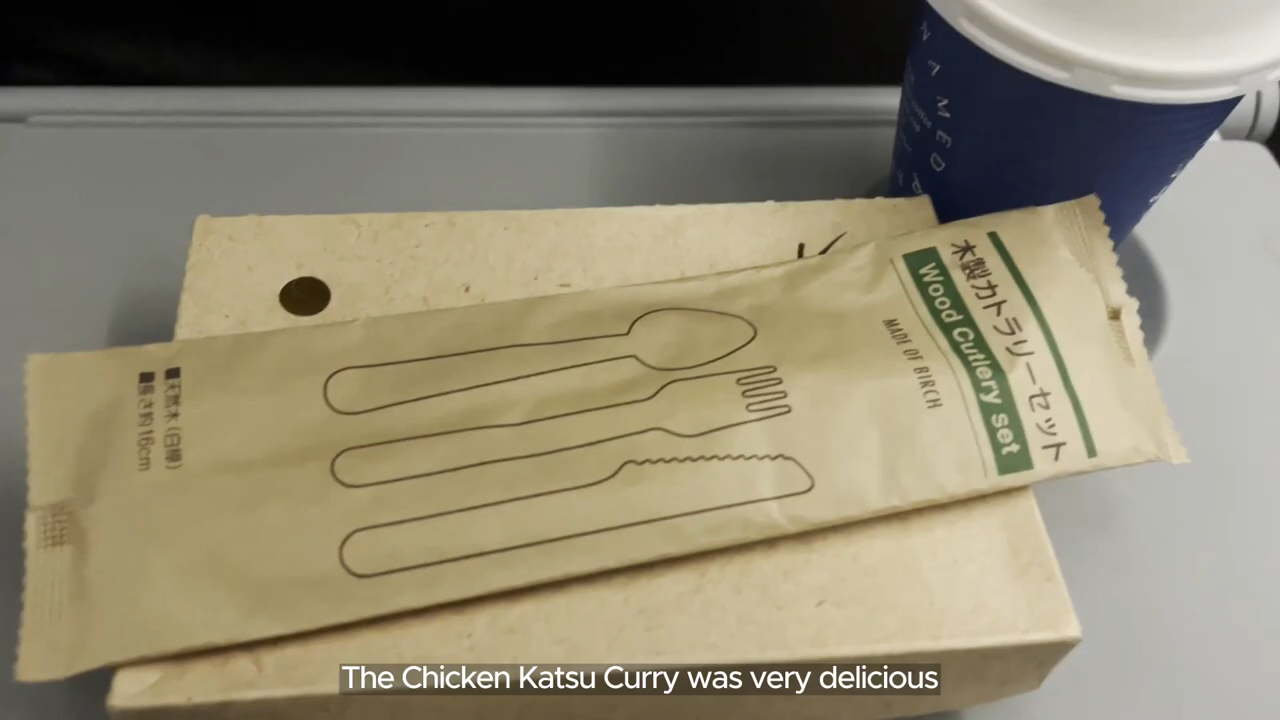 木製カトラリーセット
Wood Cutlery set
MADE OF BIRCH
■天然木(白樺)
■長さ約16cm
The Chicken Katsu Curry was very delicious